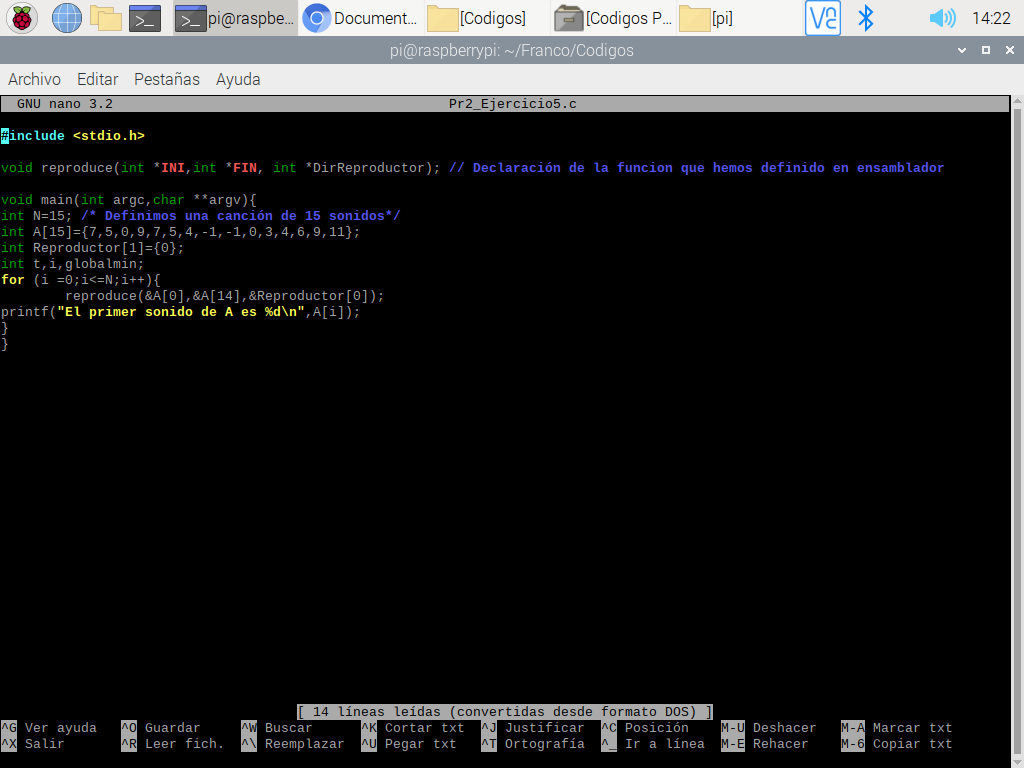 pi@raspbe... Document... [Codigos] [Codigos P... [pi] 14:22
pi@raspberrypi: ~/Franco/Codigos
Archivo Editar Pestañas Ayuda
GNU nano 3.2 Pr2_Ejercicio5.c
#include <stdio.h>
void reproduce(int *INI,int *FIN, int *DirReproductor); // Declaración de la funcion que hemos definido en ensamblador
void main(int argc,char **argv){
int N=15; /* Definimos una canción de 15 sonidos*/
int A[15]={7,5,0,9,7,5,4,-1,-1,0,3,4,6,9,11};
int Reproductor[1]={0};
int t,i,globalmin;
for (i =0;i<=N;i++){
reproduce(&A[0],&A[14],&Reproductor[0]);
printf("El primer sonido de A es %d\n",A[i]);
}
}
[ 14 líneas leídas (convertidas desde formato DOS) ]
^G Ver ayuda ^O Guardar ^W Buscar ^K Cortar txt ^J Justificar ^C Posición M-U Deshacer M-A Marcar txt
^X Salir ^R Leer fich. ^\ Reemplazar ^U Pegar txt ^T Ortografía ^_ Ir a línea M-E Rehacer M-6 Copiar txt